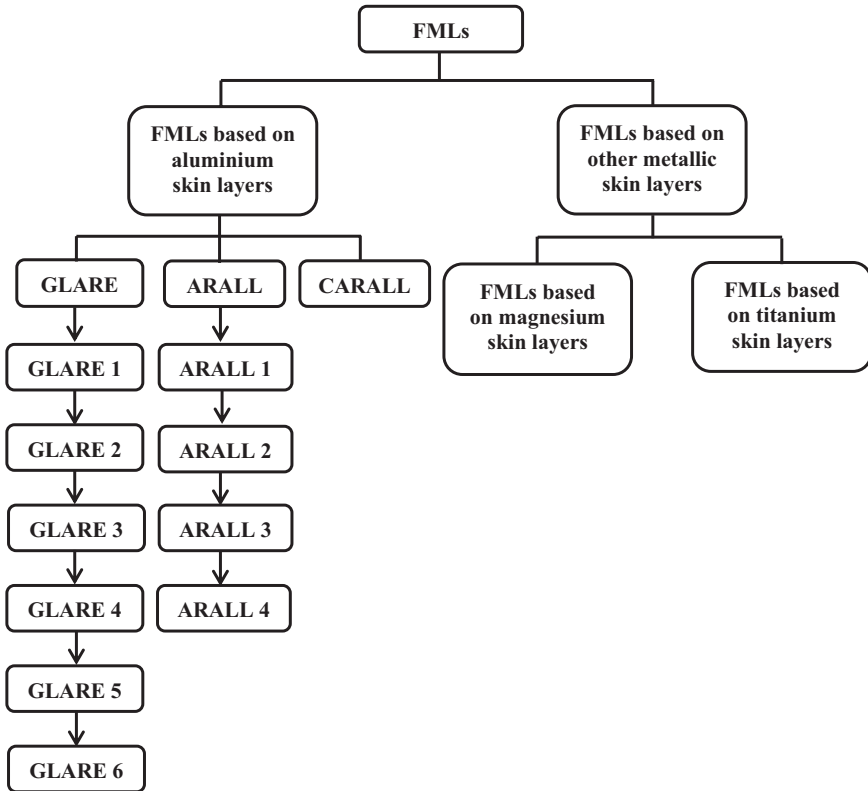 FMLs
FMLs based on
aluminium
skin layers
FMLs based on
other metallic
skin layers
GLARE
ARALL
CARALL
FMLs based
on magnesium
skin layers
FMLs based
on titanium
skin layers
GLARE 1
ARALL 1
GLARE 2
ARALL 2
GLARE 3
ARALL 3
GLARE 4
ARALL 4
GLARE 5
GLARE 6